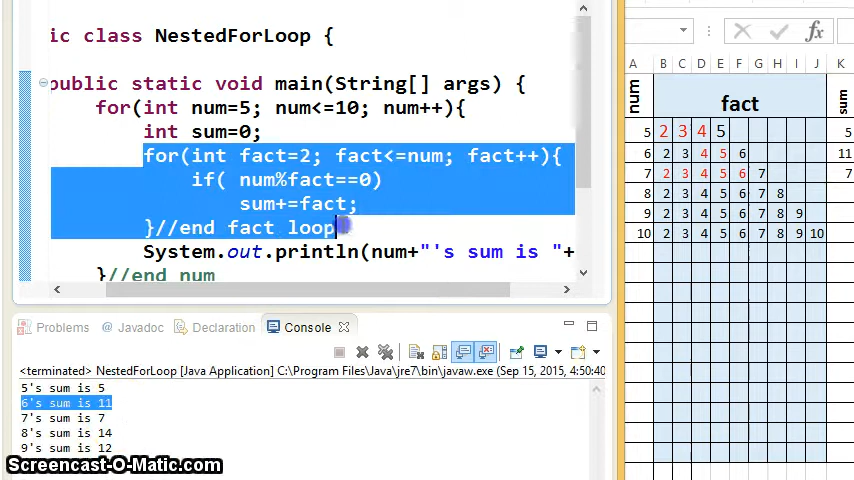 ic class NestedForLoop {
public static void main(String[] args) {
for(int num=5; num<=10; num++){
int sum=0;
for(int fact=2; fact<=num; fact++){
if( num%fact==0)
sum+=fact;
}//end fact loop
System.out.println(num+"'s sum is "+
}//end num
Problems @ Javadoc Declaration Console
<terminated> NestedForLoop [Java Application] C:\Program Files\Java\jre7\bin\javaw.exe (Sep 15, 2015, 4:50:40
5's sum is 5
6's sum is 11
7's sum is 7
8's sum is 14
9's sum is 12
Screencast-O-Matic.com
fx
A B C D E F G H I J K
num fact sum
5 2 3 4 5 5
6 2 3 4 5 6 11
7 2 3 4 5 6 7 7
8 2 3 4 5 6 7 8
9 2 3 4 5 6 7 8 9
10 2 3 4 5 6 7 8 9 10